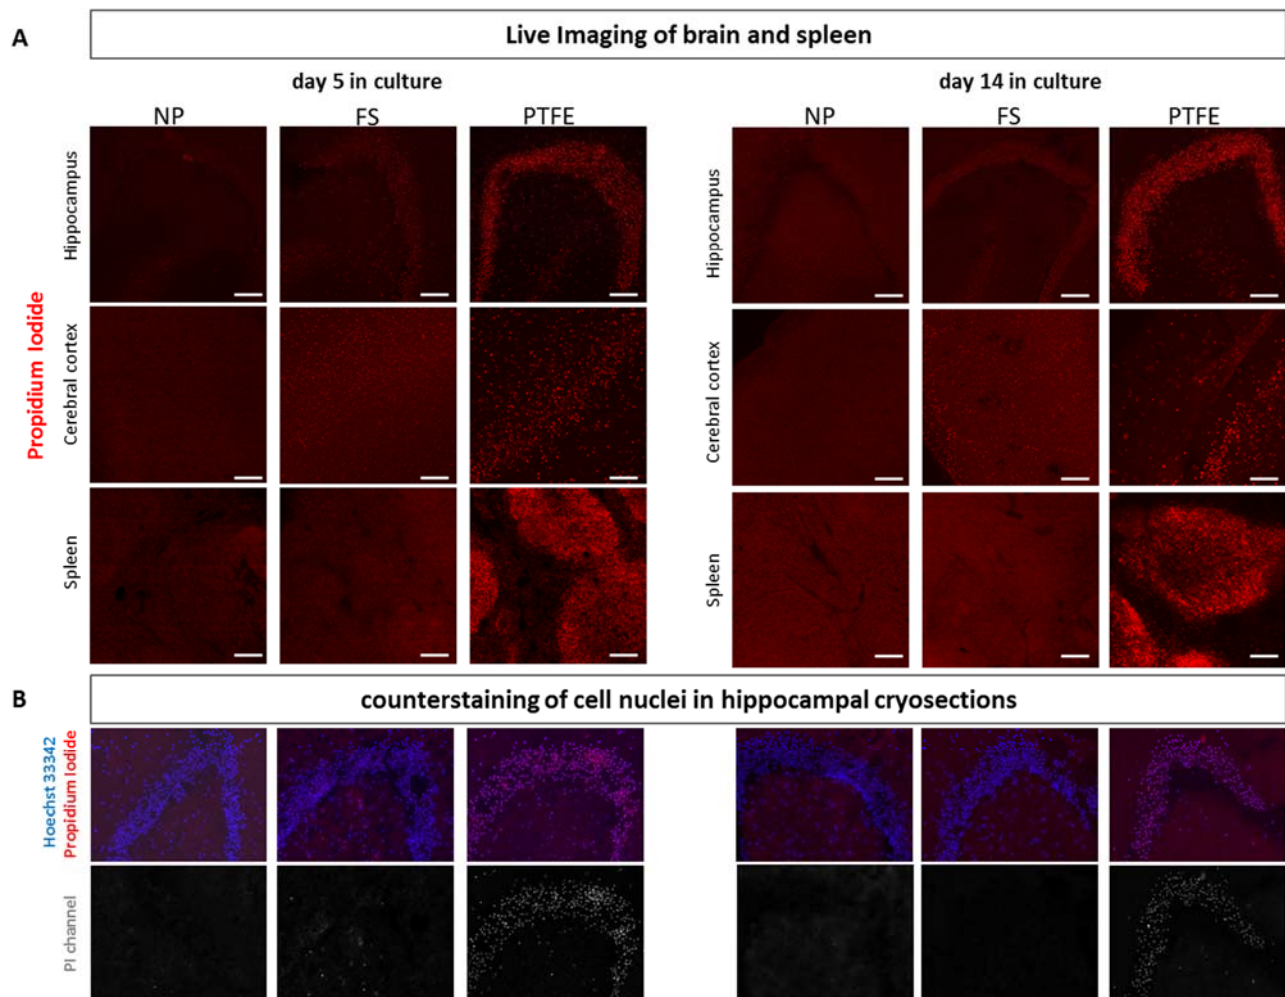 A
Live Imaging of brain and spleen
day 5 in culture
day 14 in culture
NP
FS
PTFE
NP
FS
PTFE
Propidium Iodide
Hippocampus
Hippocampus
Cerebral cortex
Cerebral cortex
Spleen
Spleen
B
counterstaining of cell nuclei in hippocampal cryosections
Hoechst 33342
Propidium Iodide
PI channel